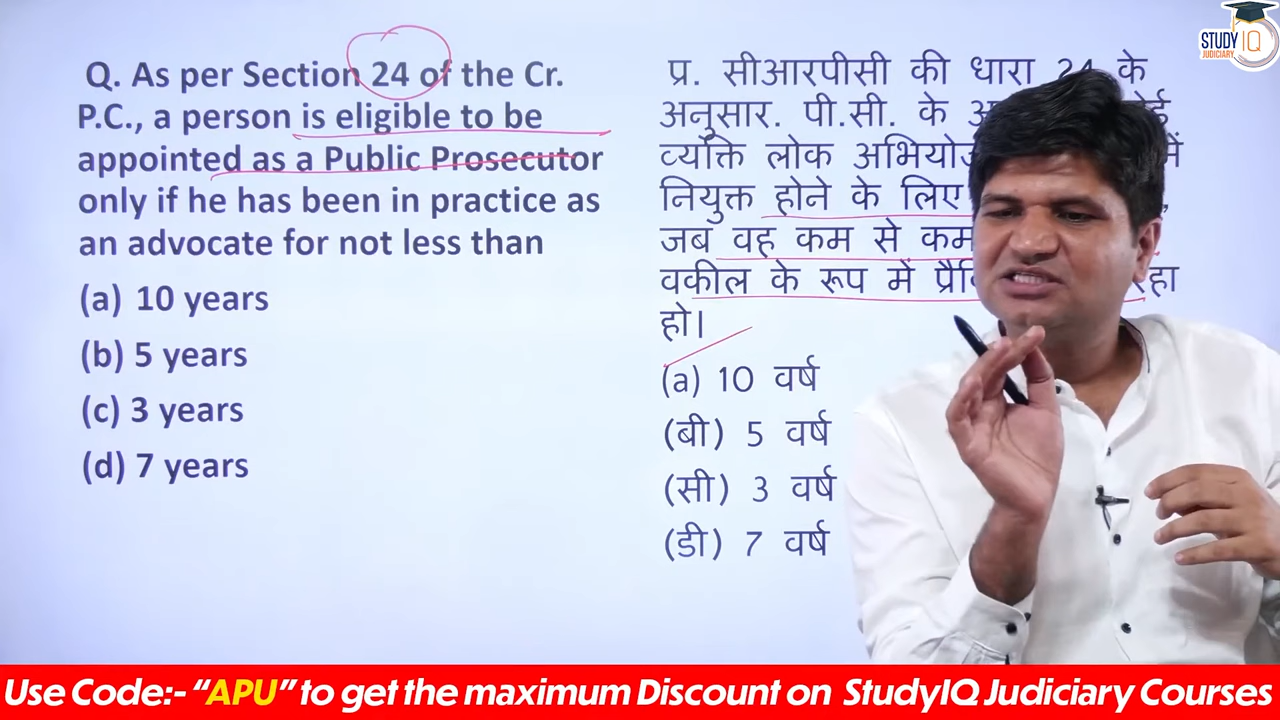 Q. As per Section 24 of the Cr.
P.C., a person is eligible to be
appointed as a Public Prosecutor
only if he has been in practice as
an advocate for not less than
(a) 10 years
(b) 5 years
(c) 3 years
(d) 7 years
प्र. सीआरपीसी की धारा 24 के
अनुसार. पी.सी. के
व्यक्ति लोक
नियुक्त होने के लिए
जब वह कम से कम
वकील के रूप में
हो।
(a) 10 वर्ष
(बी) 5 वर्ष
(सी) 3 वर्ष
(डी) 7 वर्ष
STUDY IQ
JUDICIARY
Use Code:- “APU” to get the maximum Discount on StudyIQ Judiciary Courses